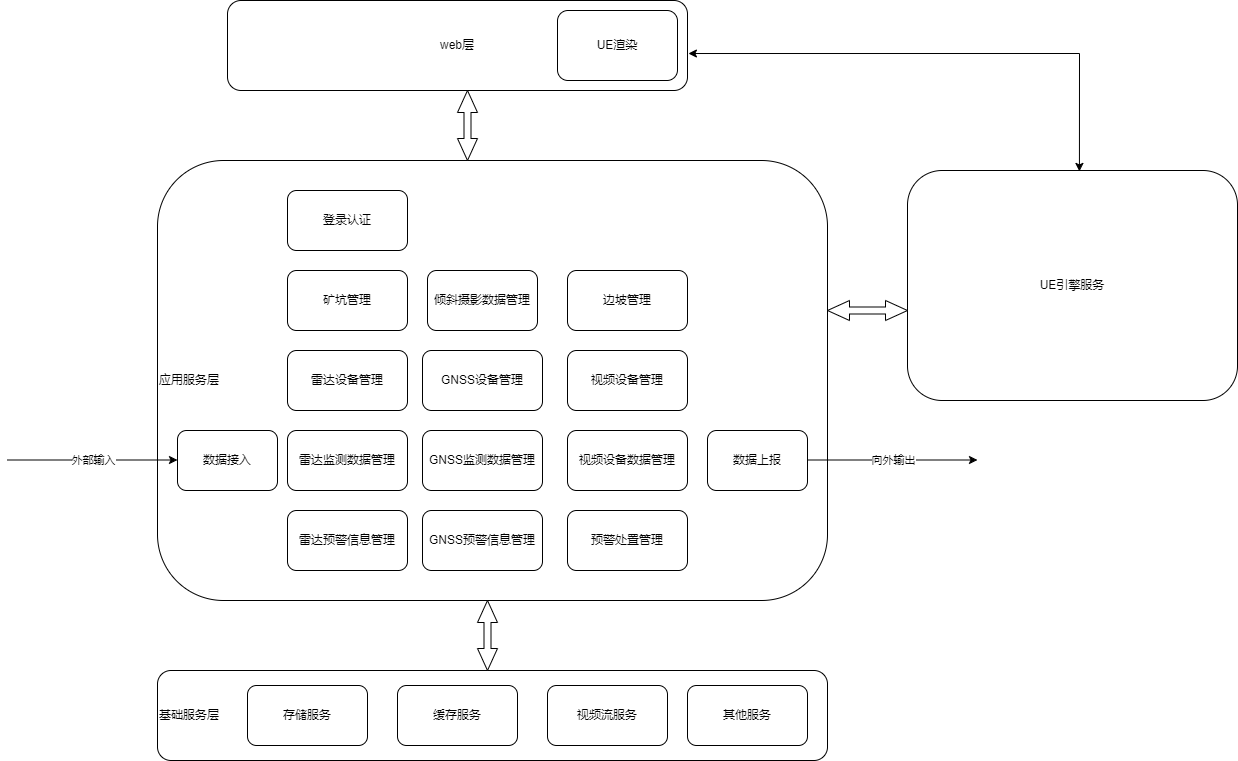 web层
UE渲染
登录认证
矿坑管理
倾斜摄影数据管理
边坡管理
UE引擎服务
应用服务层
雷达设备管理
GNSS设备管理
视频设备管理
外部输入
数据接入
雷达监测数据管理
GNSS监测数据管理
视频设备数据管理
数据上报
向外输出
雷达预警信息管理
GNSS预警信息管理
预警处置管理
基础服务层
存储服务
缓存服务
视频流服务
其他服务